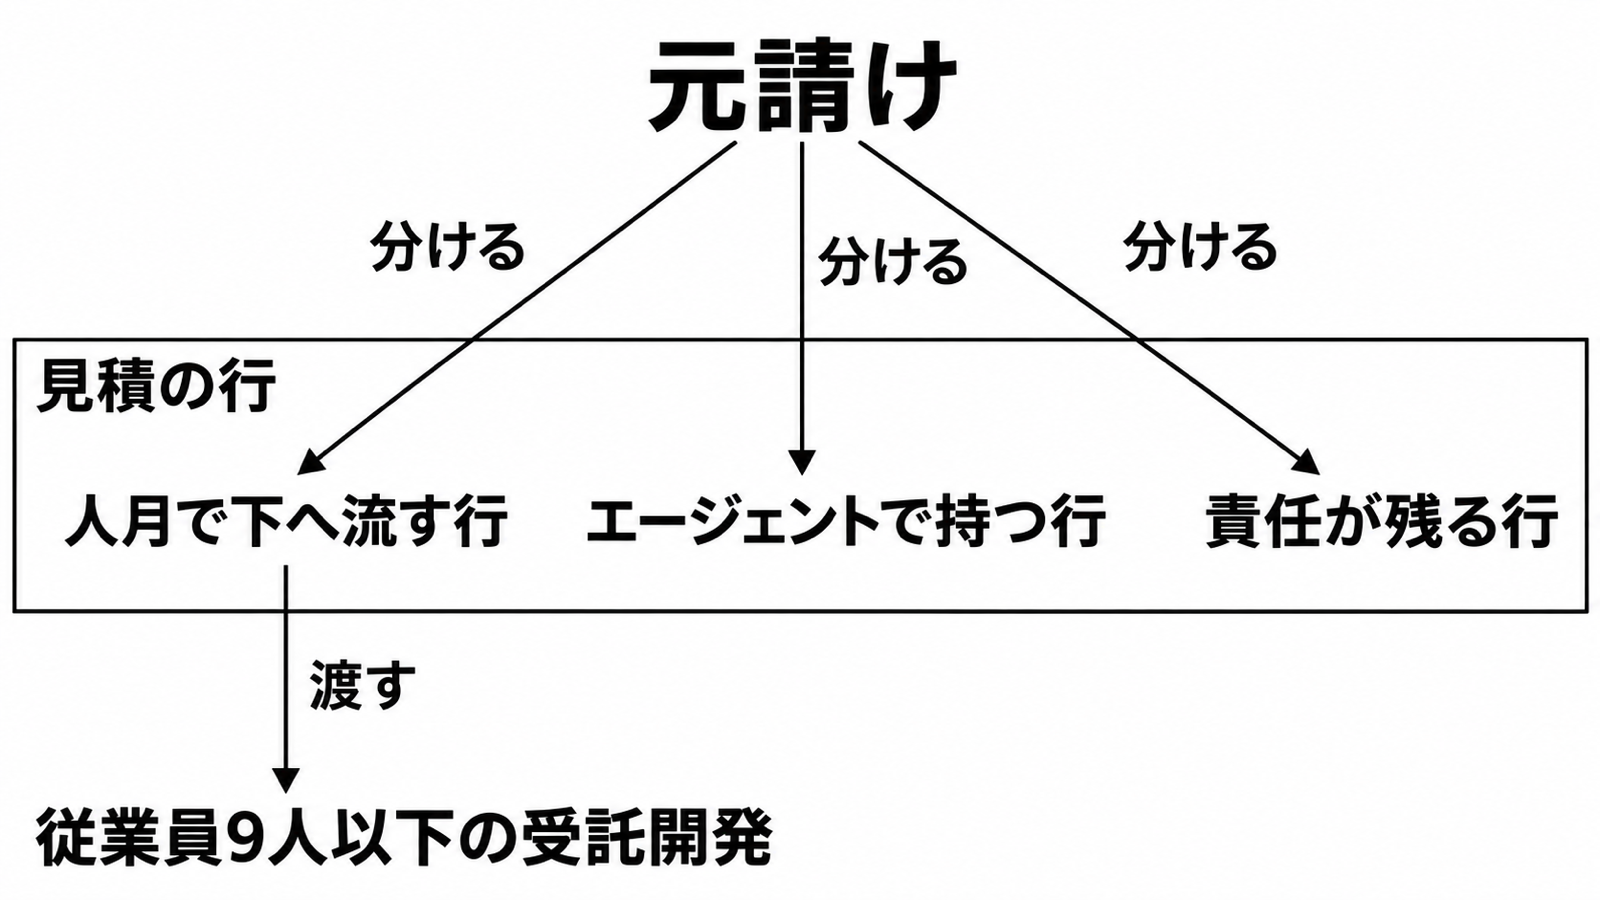 元請け
分ける
分ける
分ける
見積の行
人月で下へ流す行
エージェントで持つ行
責任が残る行
渡す
従業員9人以下の受託開発